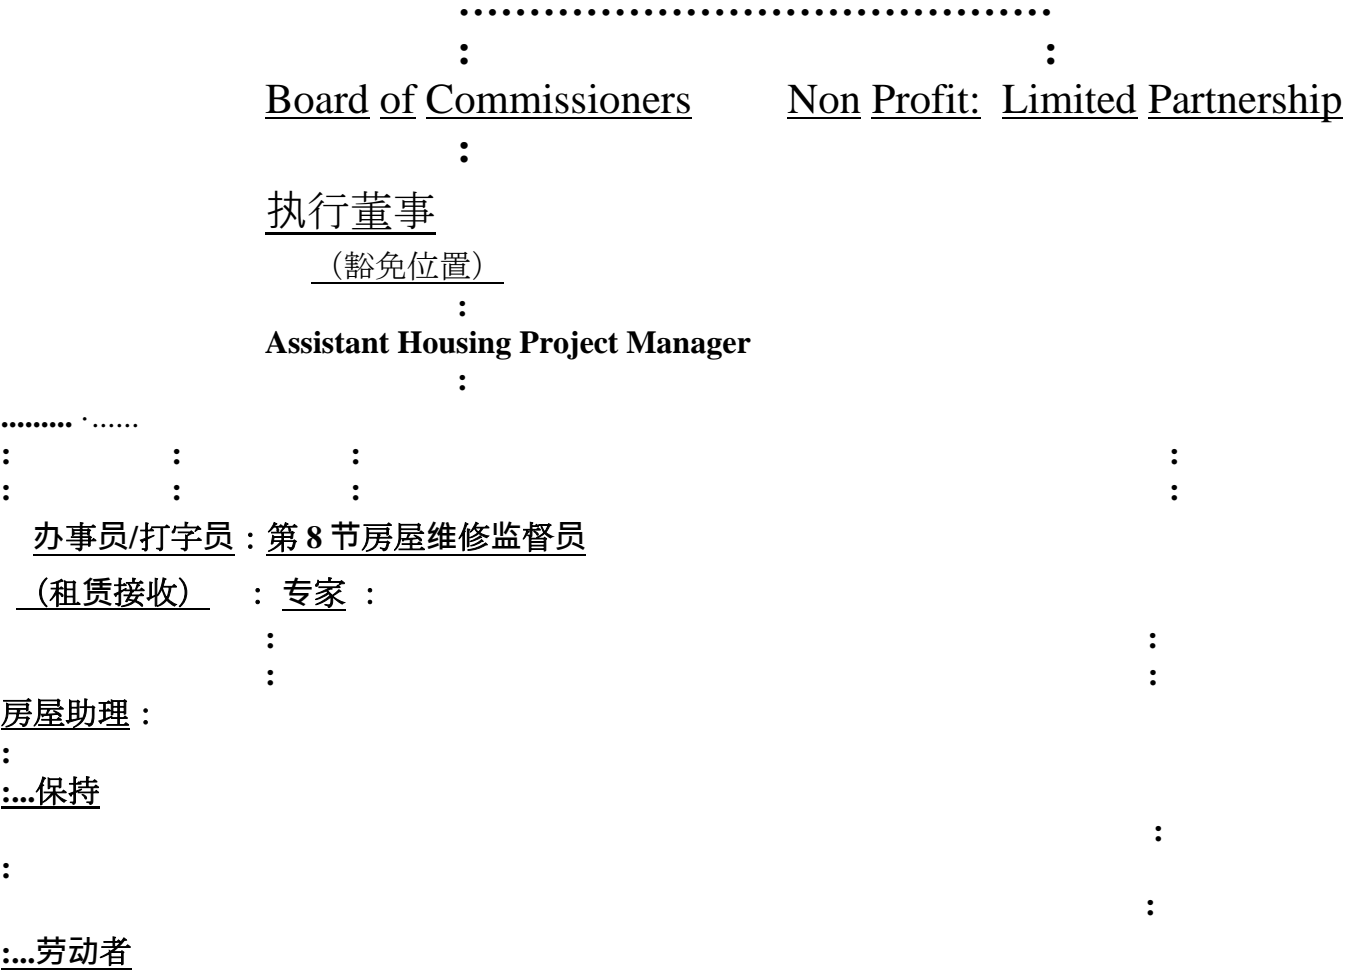 ..........................................
: :
Board of Commissioners Non Profit: Limited Partnership
:
执行董事
（豁免位置）
:
Assistant Housing Project Manager
:
......... ·......
: : : :
: : : :
办事员/打字员 : 第 8 节房屋维修监督员
（租赁接收） : 专家 :
: :
: :
房屋助理 :
:
:...保持
:
:
:
:...劳动者